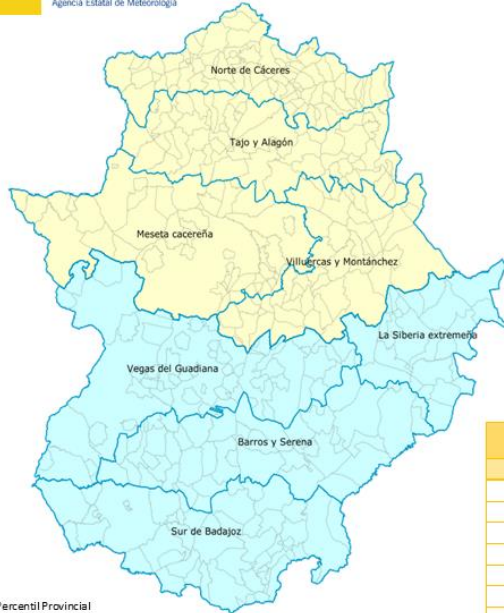 Agencia Estatal de Meteorología
Norte de Cáceres
Tajo y Alagón
Meseta cacereña
Villuercas y Montánchez
La Siberia extremeña
Vegas del Guadiana
Barros y Serena
Sur de Badajoz
Percentil Provincial